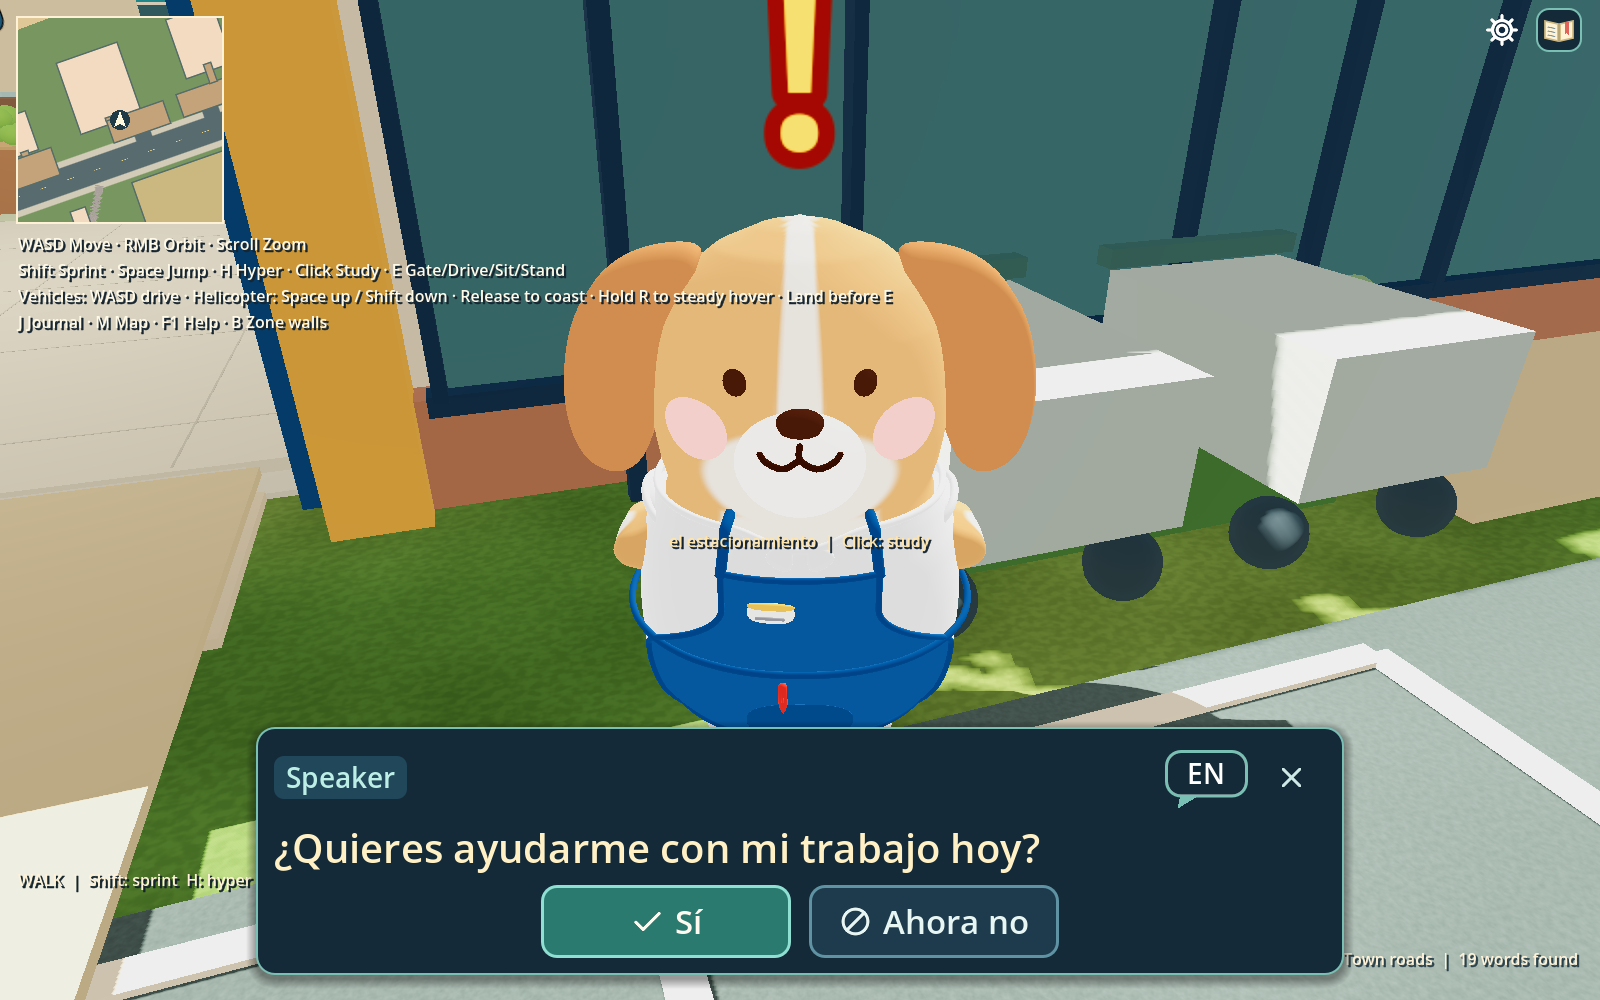 WASD Move · RMB Orbit · Scroll Zoom
Shift Sprint · Space Jump · H Hyper · Click Study · E Gate/Drive/Sit/Stand
Vehicles: WASD drive · Helicopter: Space up / Shift down · Release to coast · Hold R to steady hover · Land before E
J Journal · M Map · F1 Help · B Zone walls
el estacionamiento | Click: study
Speaker
EN
¿Quieres ayudarme con mi trabajo hoy?
Sí
Ahora no
WALK | Shift: sprint H: hyper
Town roads | 19 words found